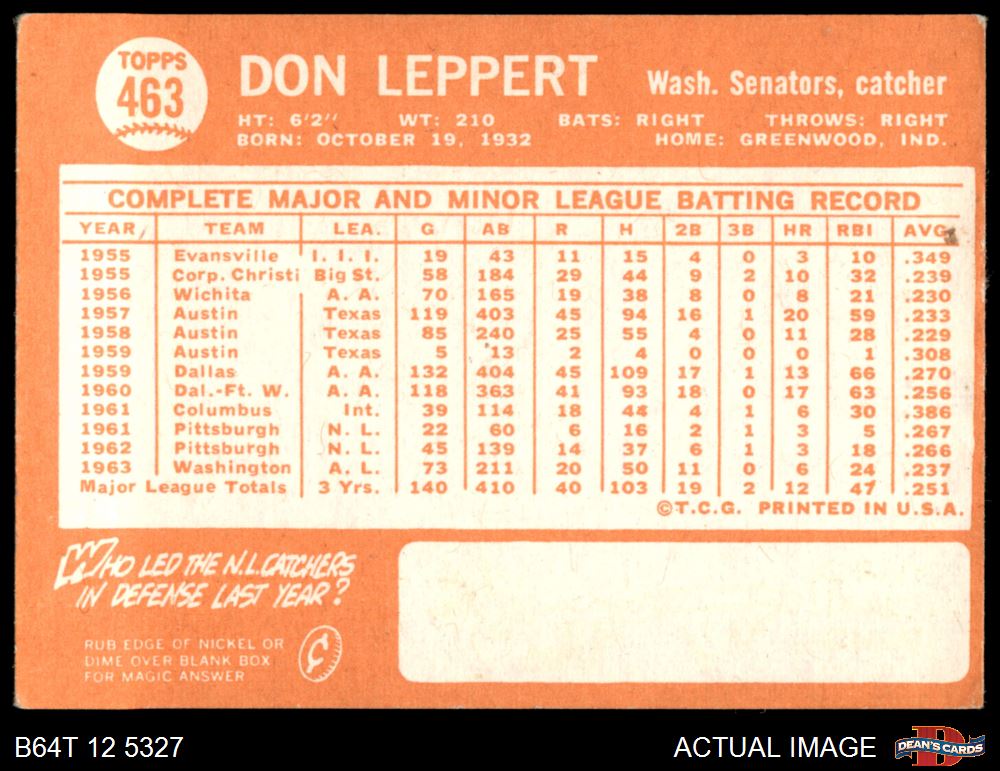 TOPPS
463
DON LEPPERT Wash. Senators, catcher
HT: 6'2" WT: 210 BATS: RIGHT THROWS: RIGHT
BORN: OCTOBER 19, 1932 HOME: GREENWOOD, IND.
COMPLETE MAJOR AND MINOR LEAGUE BATTING RECORD
YEAR TEAM LEA. G AB R H 2B 3B HR RBI AVG.
1955 Evansville I. I. I. 19 43 11 15 4 0 3 10 .349
1955 Corp. Christi Big St. 58 184 29 44 9 2 10 32 .239
1956 Wichita A. A. 70 165 19 38 8 0 8 21 .230
1957 Austin Texas 119 403 45 94 16 1 20 59 .233
1958 Austin Texas 85 240 25 55 4 0 11 28 .229
1959 Austin Texas 5 13 2 4 0 0 0 1 .308
1959 Dallas A. A. 132 404 45 109 17 1 13 66 .270
1960 Dal.-Ft. W. A. A. 118 363 41 93 18 0 17 63 .256
1961 Columbus Int. 39 114 18 44 4 1 6 30 .386
1961 Pittsburgh N. L. 22 60 6 16 2 1 3 5 .267
1962 Pittsburgh N. L. 45 139 14 37 6 1 3 18 .266
1963 Washington A. L. 73 211 20 50 11 0 6 24 .237
Major League Totals 3 Yrs. 140 410 40 103 19 2 12 47 .251
©T.C.G. PRINTED IN U.S.A.
WHO LED THE N.L. CATCHERS
IN DEFENSE LAST YEAR?
RUB EDGE OF NICKEL OR
DIME OVER BLANK BOX
FOR MAGIC ANSWER
¢
B64T 12 5327 ACTUAL IMAGE DEAN'S CARDS